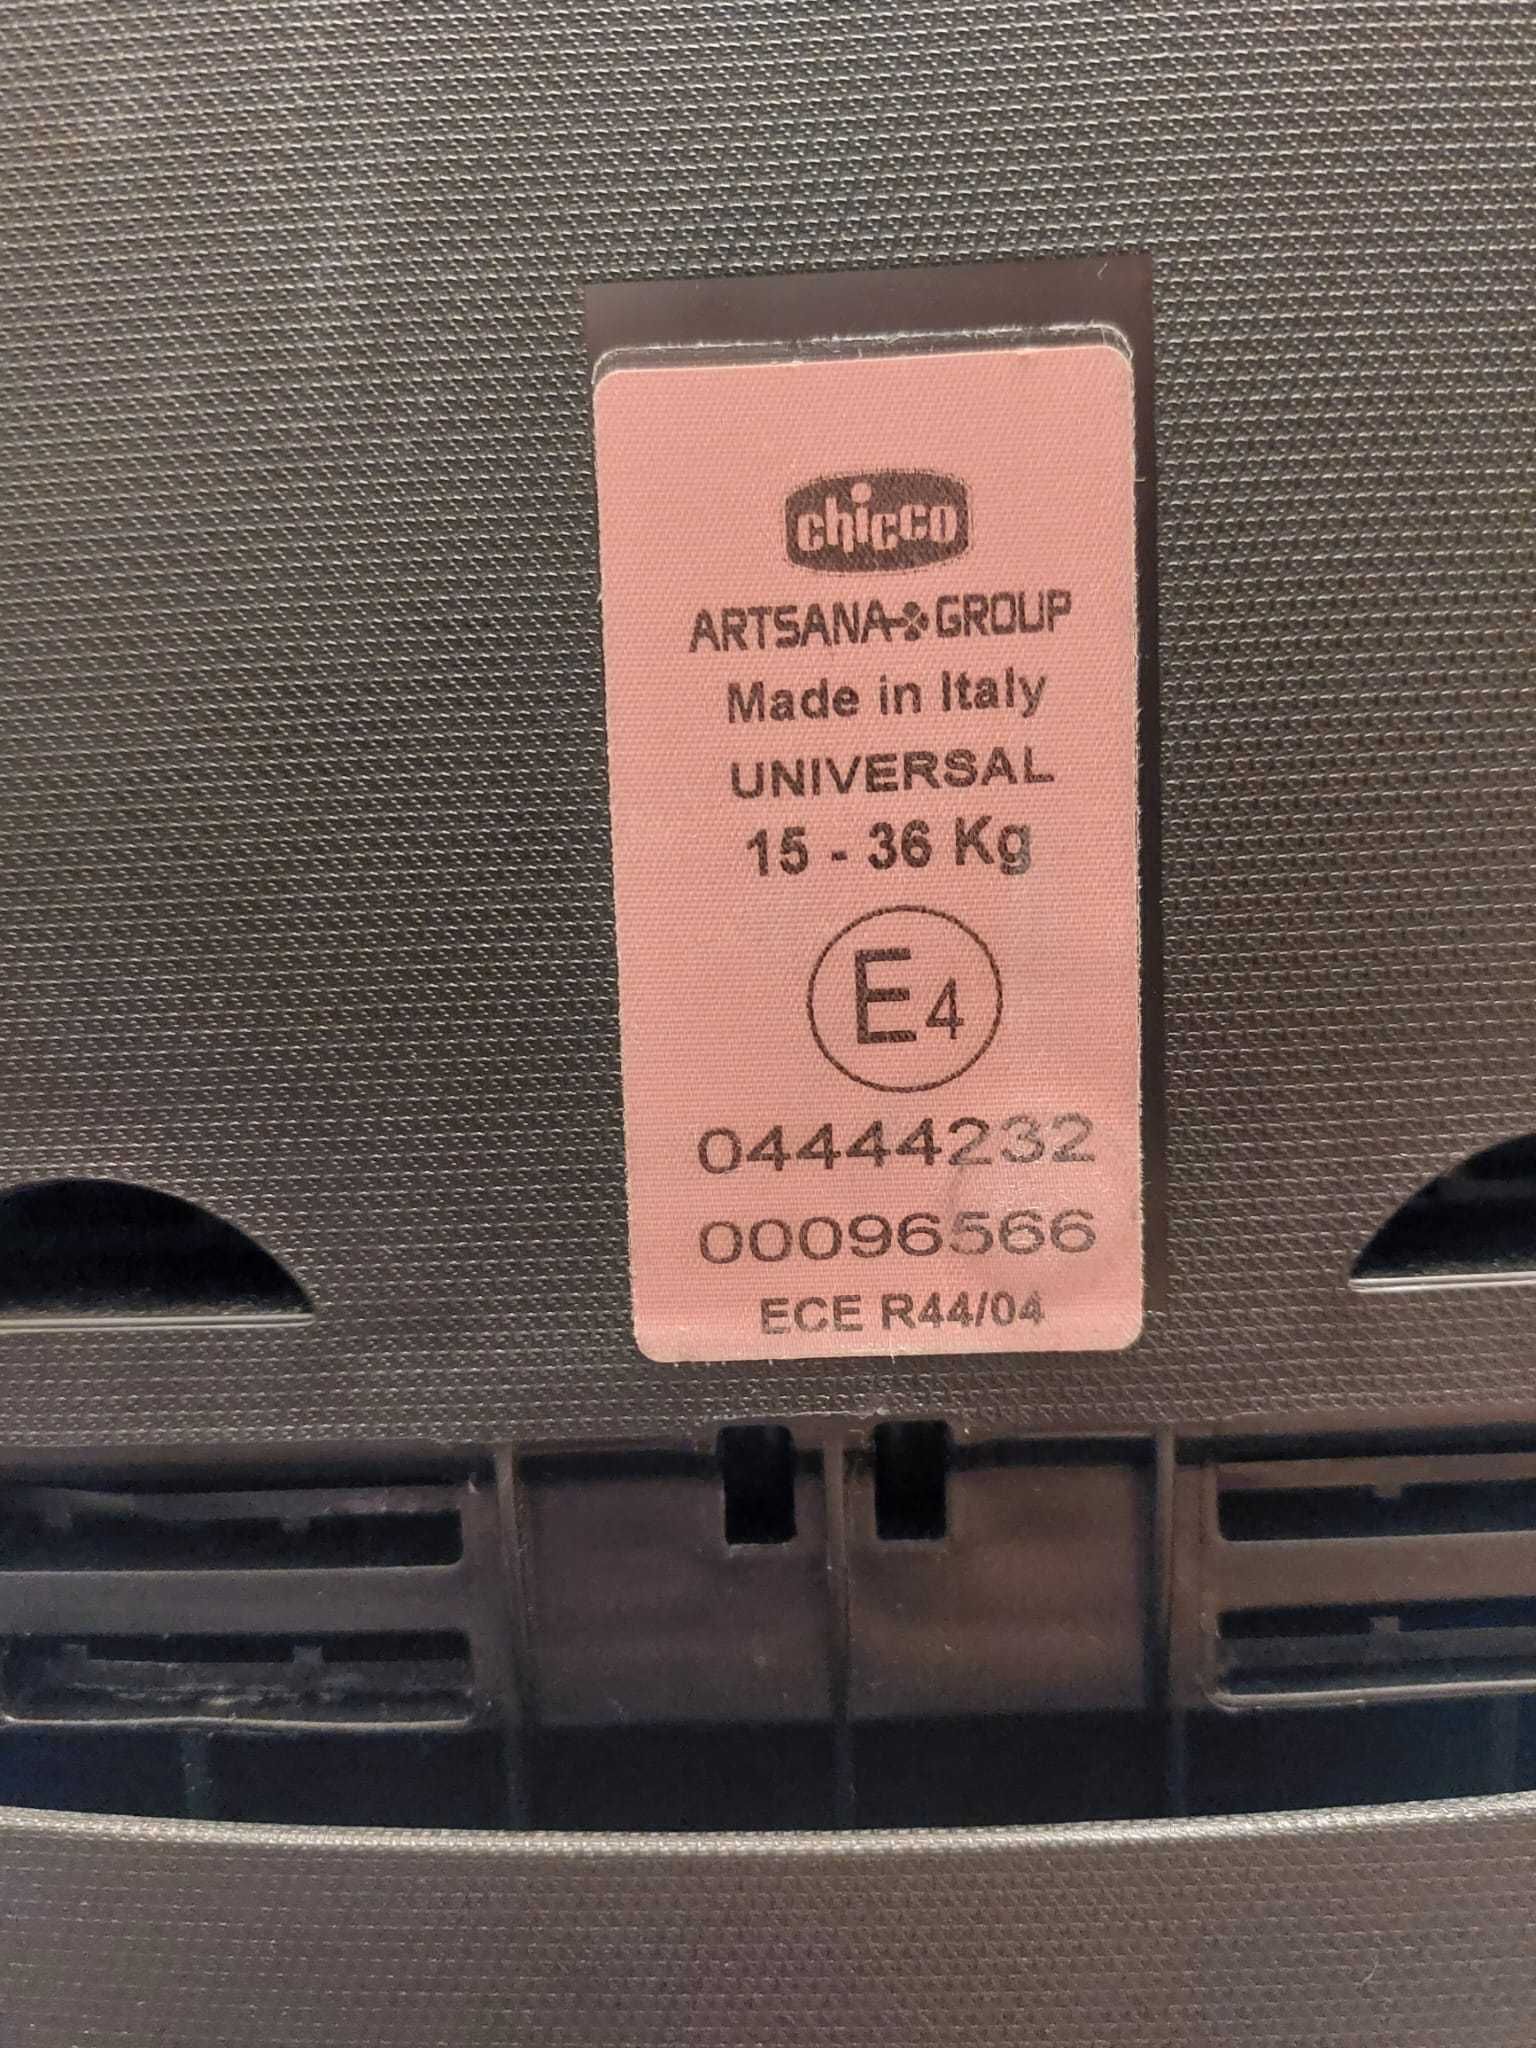 chicco
ARTSANA GROUP
Made in Italy
UNIVERSAL
15 - 36 Kg
E4
04444232
00096566
ECE R44/04